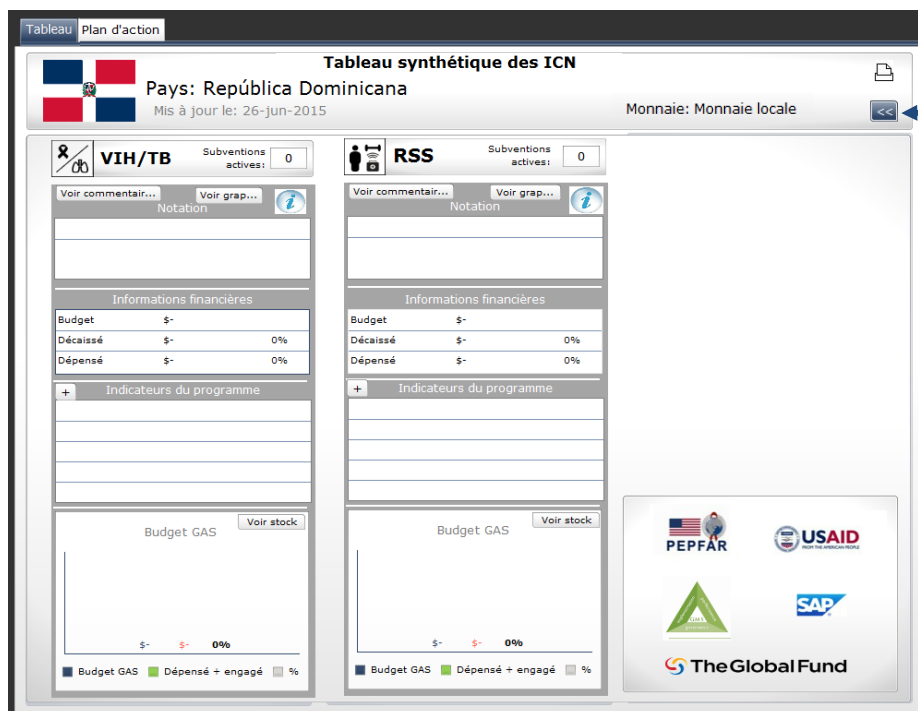 Tableau Plan d'action
Tableau synthétique des ICN
Pays: República Dominicana
Mis à jour le: 26-jun-2015
Monnaie: Monnaie locale
<<
VIH/TB
Subventions
actives: 0
Voir commentair... Voir grap...
Notation
Informations financières
Budget $-
Décaissé $- 0%
Dépensé $- 0%
+ Indicateurs du programme
Voir stock
Budget GAS
$- $- 0%
Budget GAS Dépensé + engagé %
RSS
Subventions
actives: 0
Voir commentair... Voir grap...
Notation
Informations financières
Budget $-
Décaissé $- 0%
Dépensé $- 0%
+ Indicateurs du programme
Voir stock
Budget GAS
$- $- 0%
Budget GAS Dépensé + engagé %
PEPFAR
USAID
FROM THE AMERICAN PEOPLE
SAP
The Global Fund